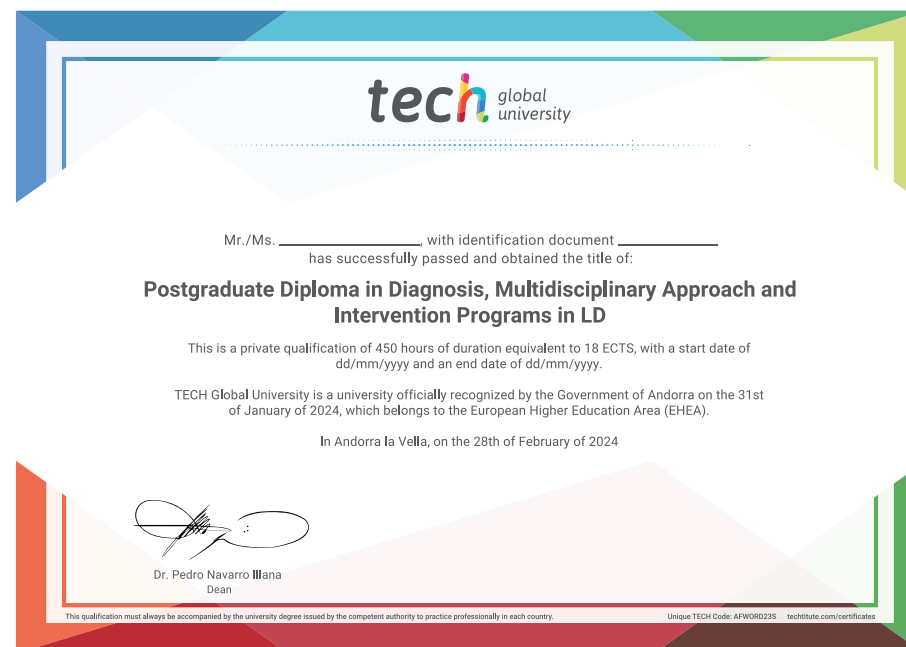 tech global
university
Mr./Ms. ____________, with identification document ____________
has successfully passed and obtained the title of:
Postgraduate Diploma in Diagnosis, Multidisciplinary Approach and
Intervention Programs in LD
This is a private qualification of 450 hours of duration equivalent to 18 ECTS, with a start date of
dd/mm/yyyy and an end date of dd/mm/yyyy.
TECH Global University is a university officially recognized by the Government of Andorra on the 31st
of January of 2024, which belongs to the European Higher Education Area (EHEA).
In Andorra la Vella, on the 28th of February of 2024
Dr. Pedro Navarro Illana
Dean
This qualification must always be accompanied by the university degree issued by the competent authority to practice professionally in each country.
Unique TECH Code: AFWORD23S techtitute.com/certificates